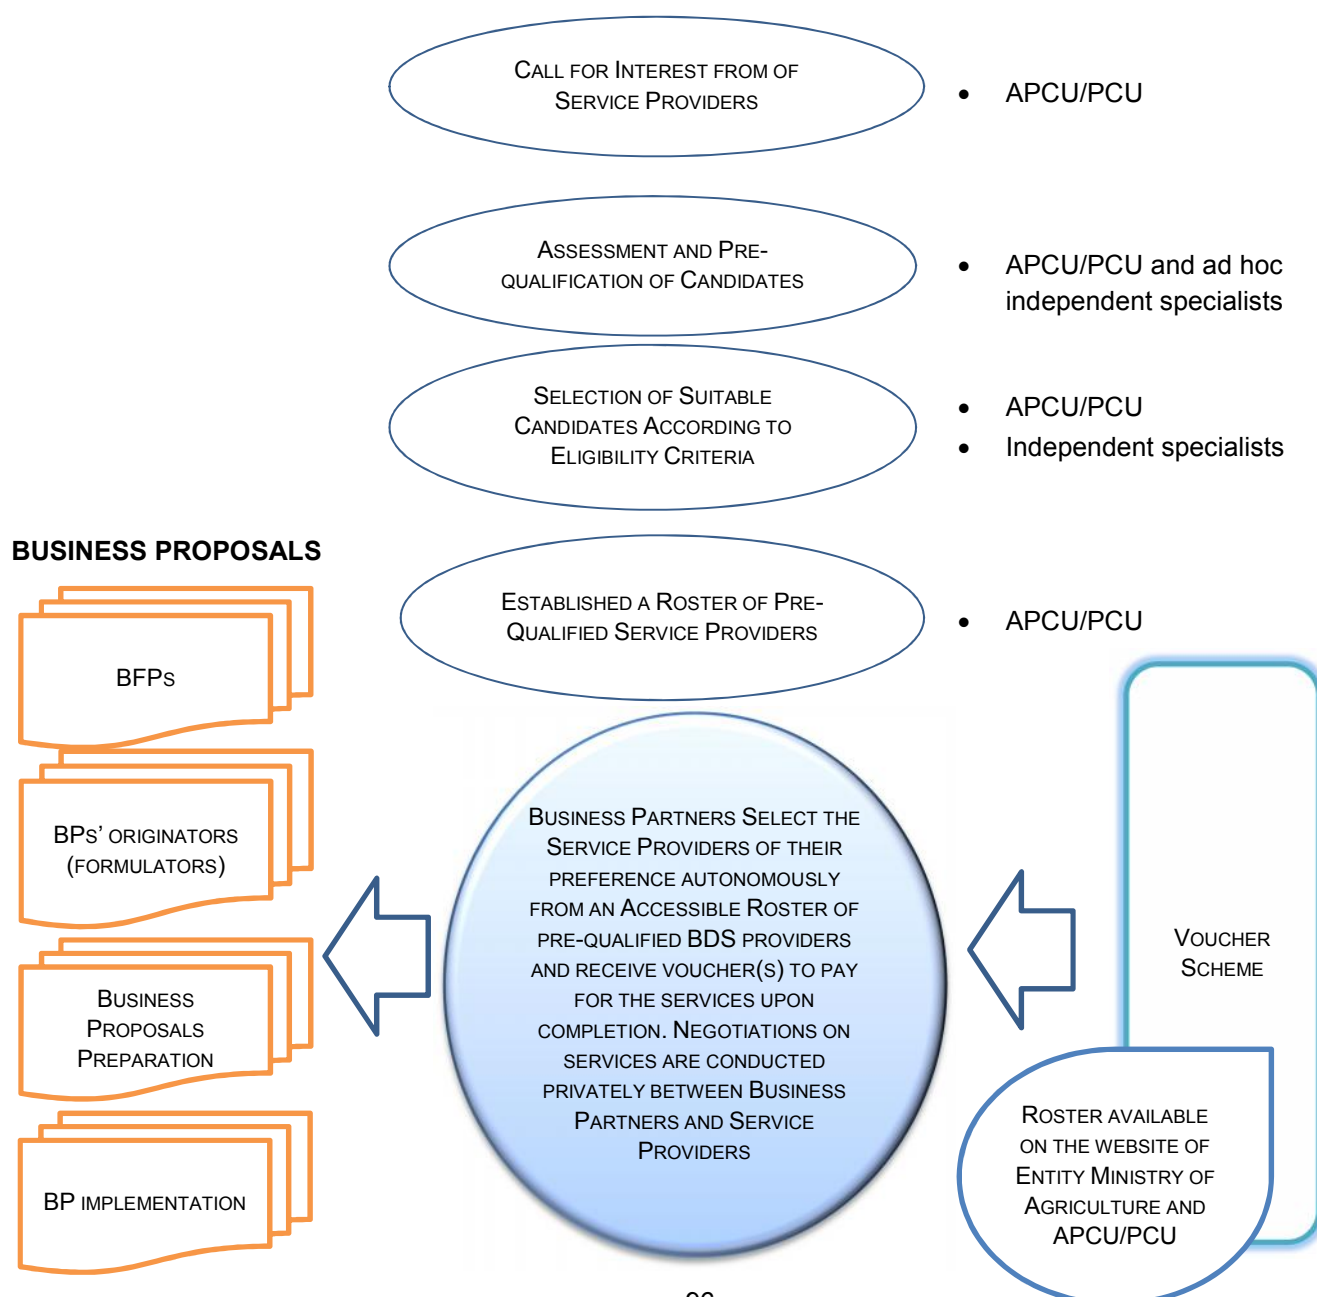 CALL FOR INTEREST FROM OF
SERVICE PROVIDERS
• APCU/PCU
ASSESSMENT AND PRE-
QUALIFICATION OF CANDIDATES
• APCU/PCU and ad hoc
independent specialists
SELECTION OF SUITABLE
CANDIDATES ACCORDING TO
ELIGIBILITY CRITERIA
• APCU/PCU
• Independent specialists
BUSINESS PROPOSALS
ESTABLISHED A ROSTER OF PRE-
QUALIFIED SERVICE PROVIDERS
• APCU/PCU
BFPS
BPS' ORIGINATORS
(FORMULATORS)
BUSINESS
PROPOSALS
PREPARATION
BP IMPLEMENTATION
BUSINESS PARTNERS SELECT THE
SERVICE PROVIDERS OF THEIR
PREFERENCE AUTONOMOUSLY
FROM AN ACCESSIBLE ROSTER OF
PRE-QUALIFIED BDS PROVIDERS
AND RECEIVE VOUCHER(S) TO PAY
FOR THE SERVICES UPON
COMPLETION. NEGOTIATIONS ON
SERVICES ARE CONDUCTED
PRIVATELY BETWEEN BUSINESS
PARTNERS AND SERVICE
PROVIDERS
VOUCHER
SCHEME
ROSTER AVAILABLE
ON THE WEBSITE OF
ENTITY MINISTRY OF
AGRICULTURE AND
APCU/PCU